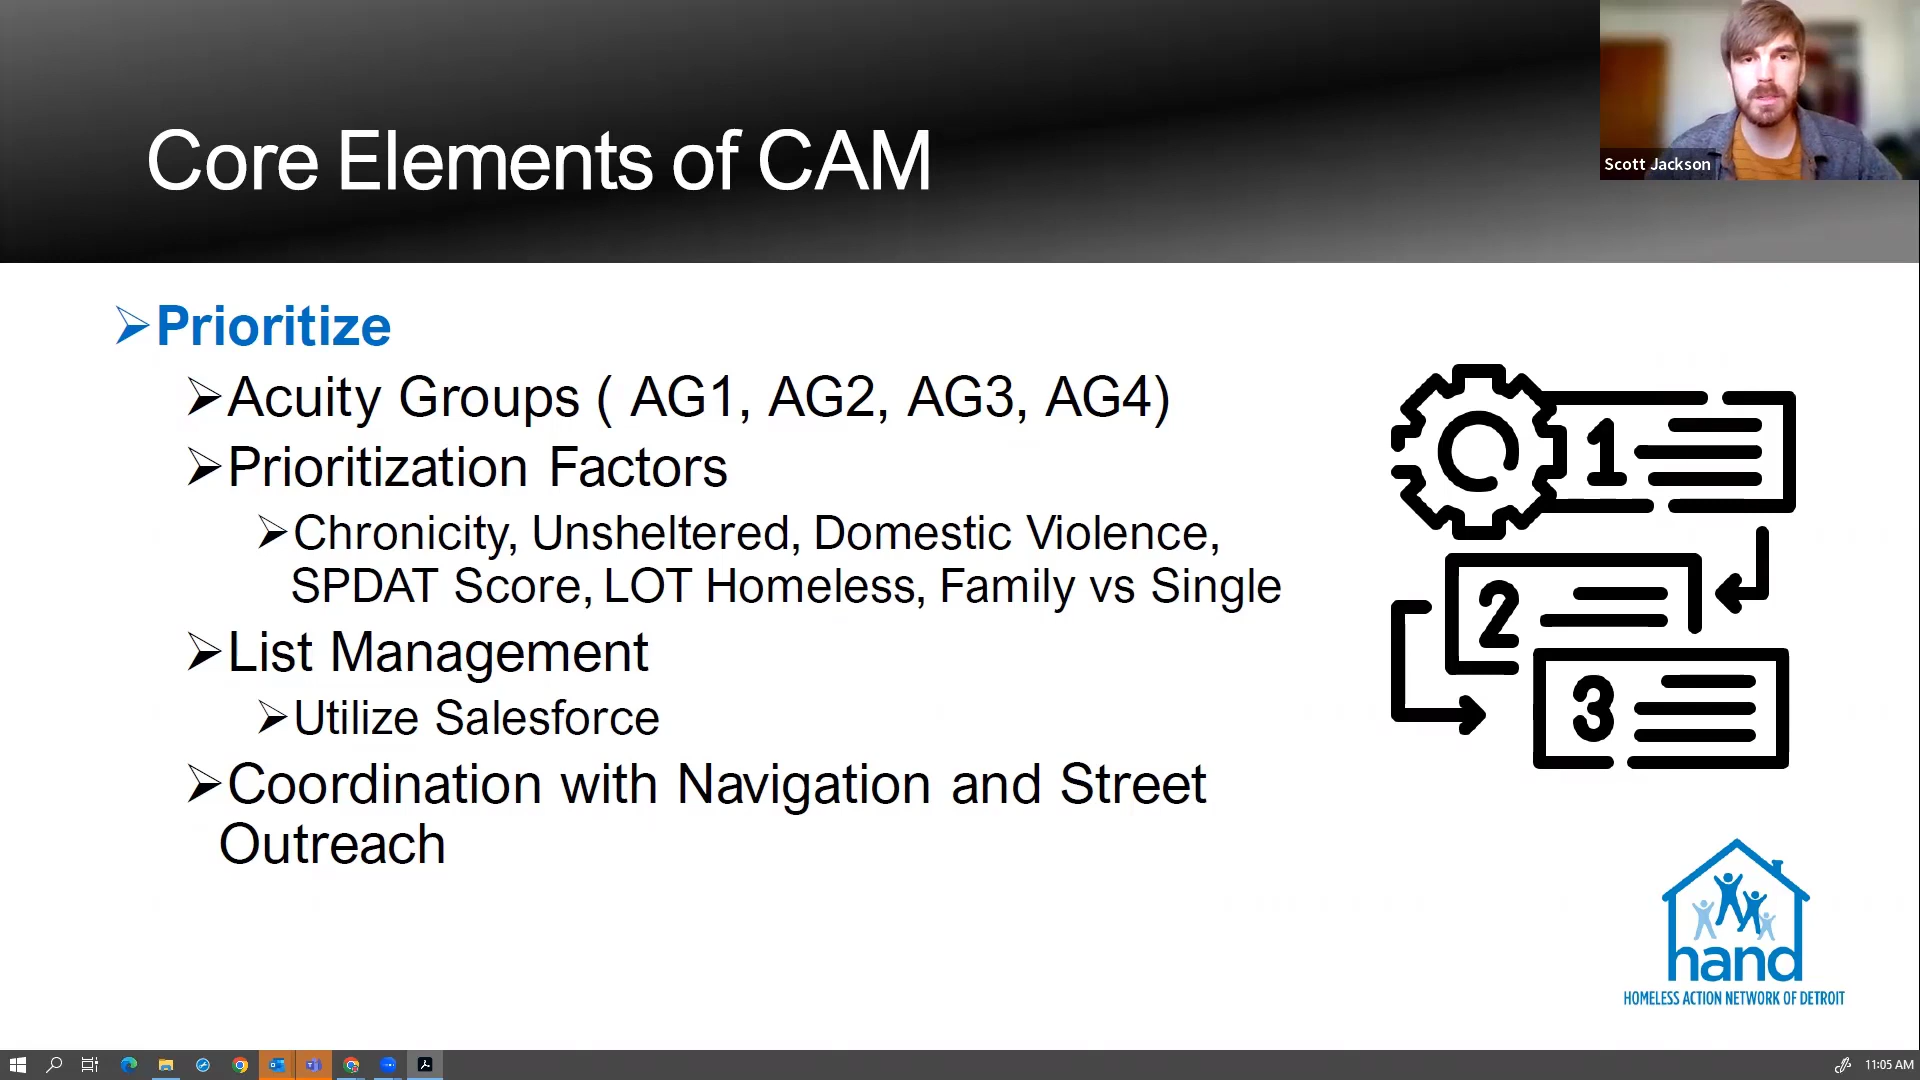 Core Elements of CAM
Scott Jackson
Prioritize
Acuity Groups ( AG1, AG2, AG3, AG4)
Prioritization Factors
Chronicity, Unsheltered, Domestic Violence,
SPDAT Score, LOT Homeless, Family vs Single
List Management
Utilize Salesforce
Coordination with Navigation and Street
Outreach
1
2
3
hand
HOMELESS ACTION NETWORK OF DETROIT
11:05 AM